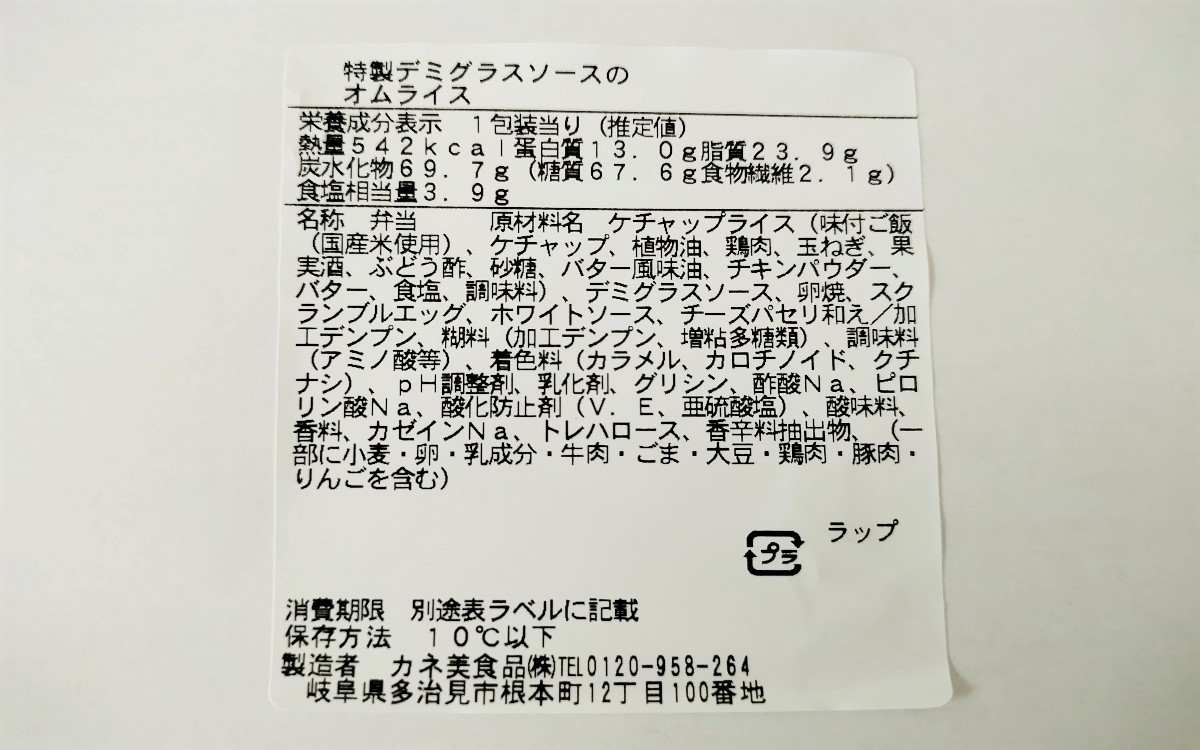 特製デミグラスソースの
オムライス
栄養成分表示　1包装当り（推定値）
熱量542kcal蛋白質13.0g脂質23.9g
炭水化物69.7g（糖質67.6g食物繊維2.1g）
食塩相当量3.9g
名称　弁当　　　原材料名　ケチャップライス（味付ご飯
（国産米使用）、ケチャップ、植物油、鶏肉、玉ねぎ、果
実酒、ぶどう酢、砂糖、バター風味油、チキンパウダー、
バター、食塩、調味料）、デミグラスソース、卵焼、スク
ランブルエッグ、ホワイトソース、チーズパセリ和え／加
工デンプン、糊料（加工デンプン、増粘多糖類）、調味料
（アミノ酸等）、着色料（カラメル、カロチノイド、クチ
ナシ）、pH調整剤、乳化剤、グリシン、酢酸Na、ピロ
リン酸Na、酸化防止剤（V．E、亜硫酸塩）、酸味料、
香料、カゼインNa、トレハロース、香辛料抽出物、（一
部に小麦・卵・乳成分・牛肉・ごま・大豆・鶏肉・豚肉・
りんごを含む）
プラ ラップ
消費期限　別途表ラベルに記載
保存方法　10℃以下
製造者　カネ美食品㈱TEL0120-958-264
岐阜県多治見市根本町12丁目100番地